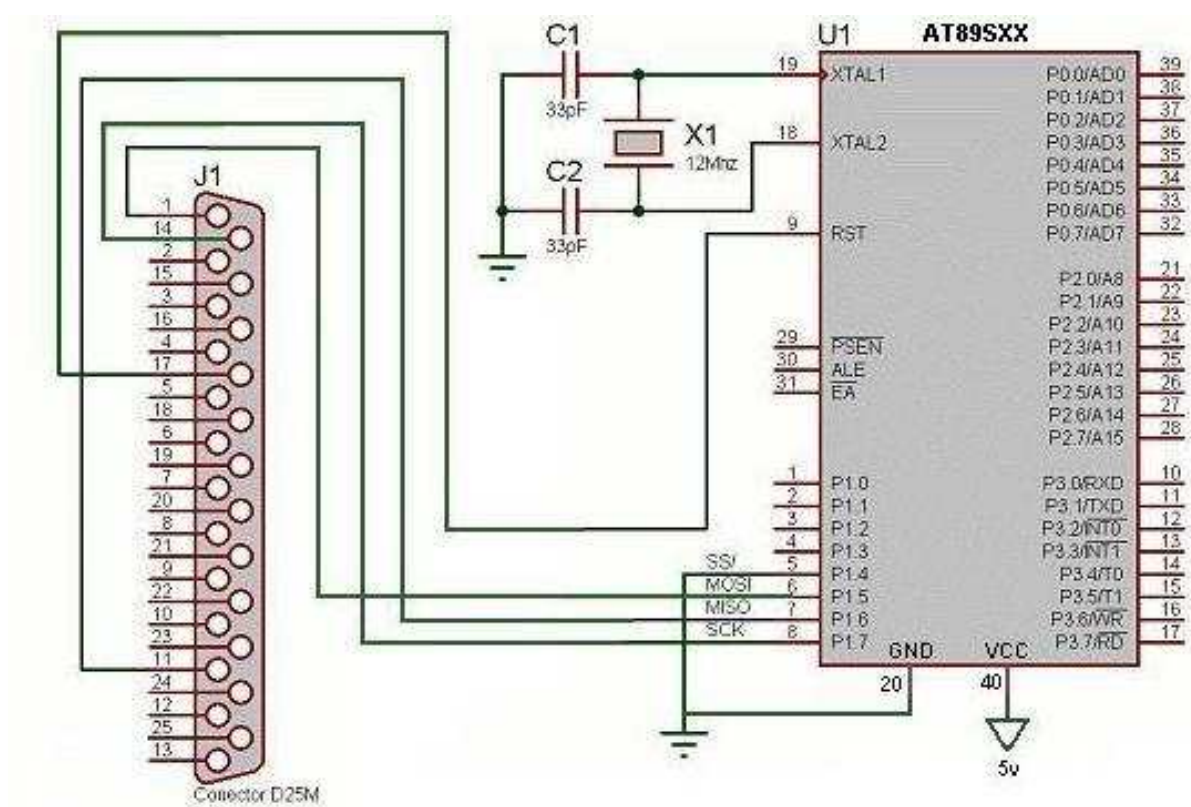 C1
33pF
X1
12Mhz
C2
33pF
U1
AT89SXX
19
XTAL1
18
XTAL2
9
RST
29
PSEN
30
ALE
31
EA
1
P1.0
2
P1.1
3
P1.2
4
P1.3
SS/
5
P1.4
MOSI
6
P1.5
MISO
7
P1.6
SCK
8
P1.7
P0.0/AD0
39
P0.1/AD1
38
P0.2/AD2
37
P0.3/AD3
36
P0.4/AD4
35
P0.5/AD5
34
P0.6/AD6
33
P0.7/AD7
32
P2.0/A8
21
P2.1/A9
22
P2.2/A10
23
P2.3/A11
24
P2.4/A12
25
P2.5/A13
26
P2.6/A14
27
P2.7/A15
28
P3.0/RXD
10
P3.1/TXD
11
P3.2/INT0
12
P3.3/INT1
13
P3.4/T0
14
P3.5/T1
15
P3.6/WR
16
P3.7/RD
17
GND
VCC
20
40
5v
J1
1
14
2
15
3
16
4
17
5
18
6
19
7
20
8
21
9
22
10
23
11
24
12
25
13
Conector D25M